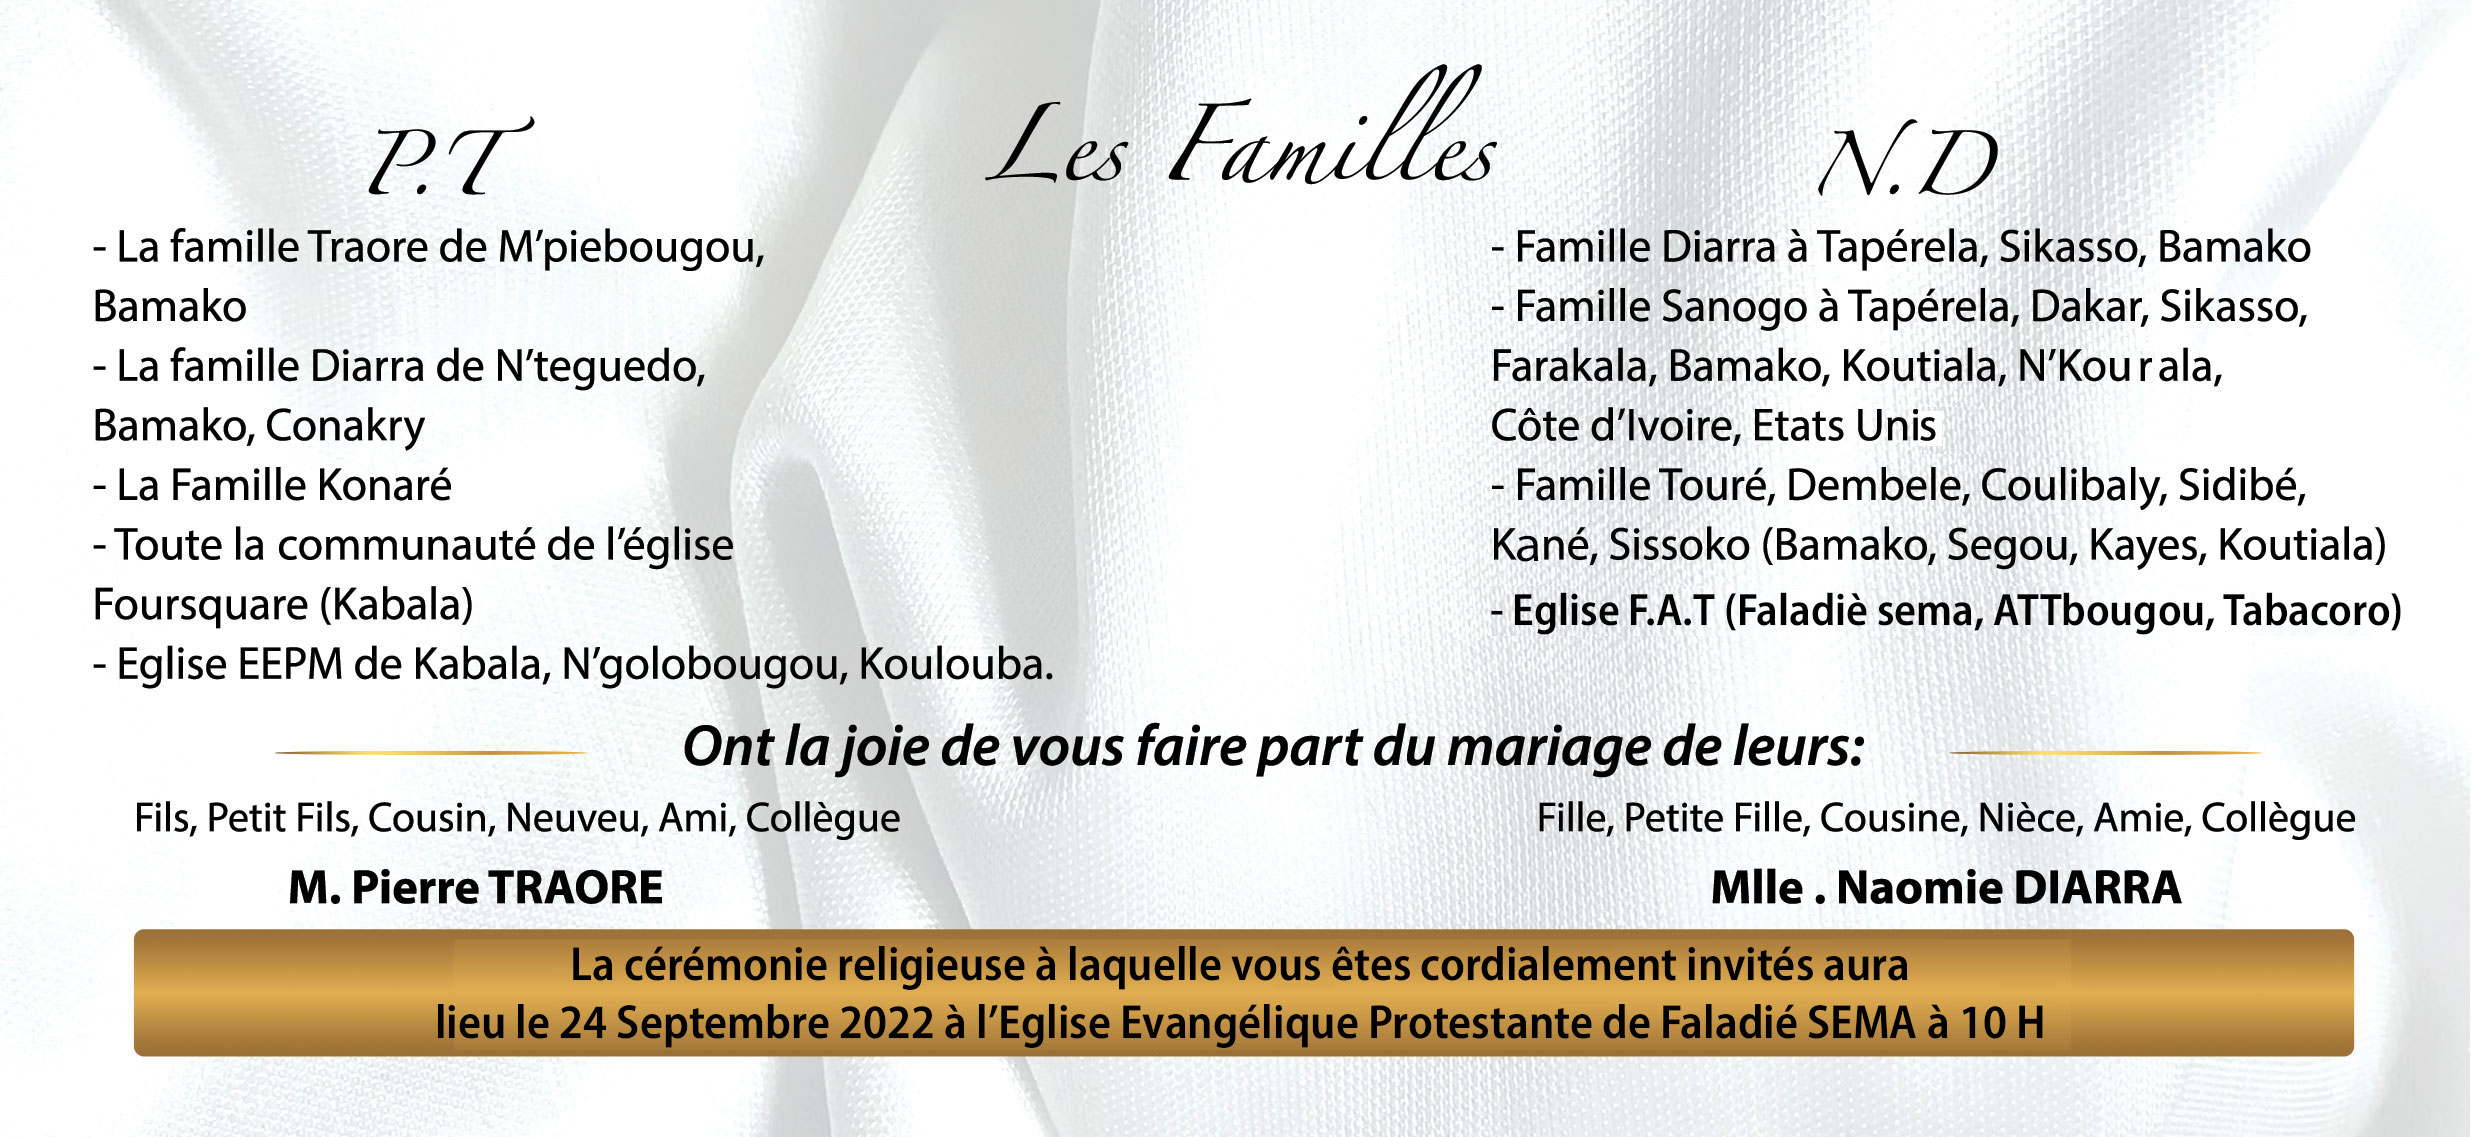 Les Familles
P.T
- La famille Traore de M’piebougou,
Bamako
- La famille Diarra de N’teguedo,
Bamako, Conakry
- La Famille Konaré
- Toute la communauté de l’église
Foursquare (Kabala)
- Eglise EEPM de Kabala, N’golobougou, Koulouba.
N.D
- Famille Diarra à Tapérela, Sikasso, Bamako
- Famille Sanogo à Tapérela, Dakar, Sikasso,
Farakala, Bamako, Koutiala, N’Kourala,
Côte d’Ivoire, Etats Unis
- Famille Touré, Dembele, Coulibaly, Sidibé,
Kané, Sissoko (Bamako, Segou, Kayes, Koutiala)
- Eglise F.A.T (Faladiè sema, ATTbougou, Tabacoro)
Ont la joie de vous faire part du mariage de leurs:
Fils, Petit Fils, Cousin, Neuveu, Ami, Collègue
M. Pierre TRAORE
Fille, Petite Fille, Cousine, Nièce, Amie, Collègue
Mlle . Naomie DIARRA
La cérémonie religieuse à laquelle vous êtes cordialement invités aura
lieu le 24 Septembre 2022 à l’Eglise Evangélique Protestante de Faladié SEMA à 10 H